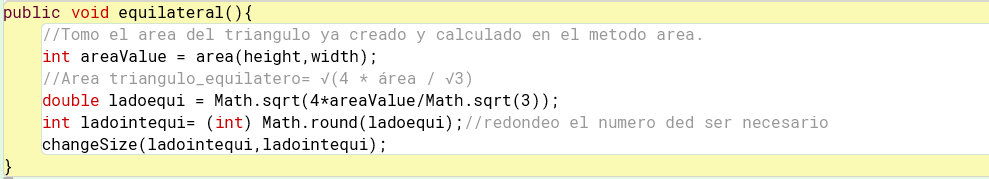 public void equilateral(){
//Tomo el area del triangulo ya creado y calculado en el metodo area.
int areaValue = area(height,width);
//Area triangulo_equilatero= √(4 * área / √3)
double ladoequi = Math.sqrt(4*areaValue/Math.sqrt(3));
int ladointequi= (int) Math.round(ladoequi);//redondeo el numero ded ser necesario
changeSize(ladointequi,ladointequi);
}